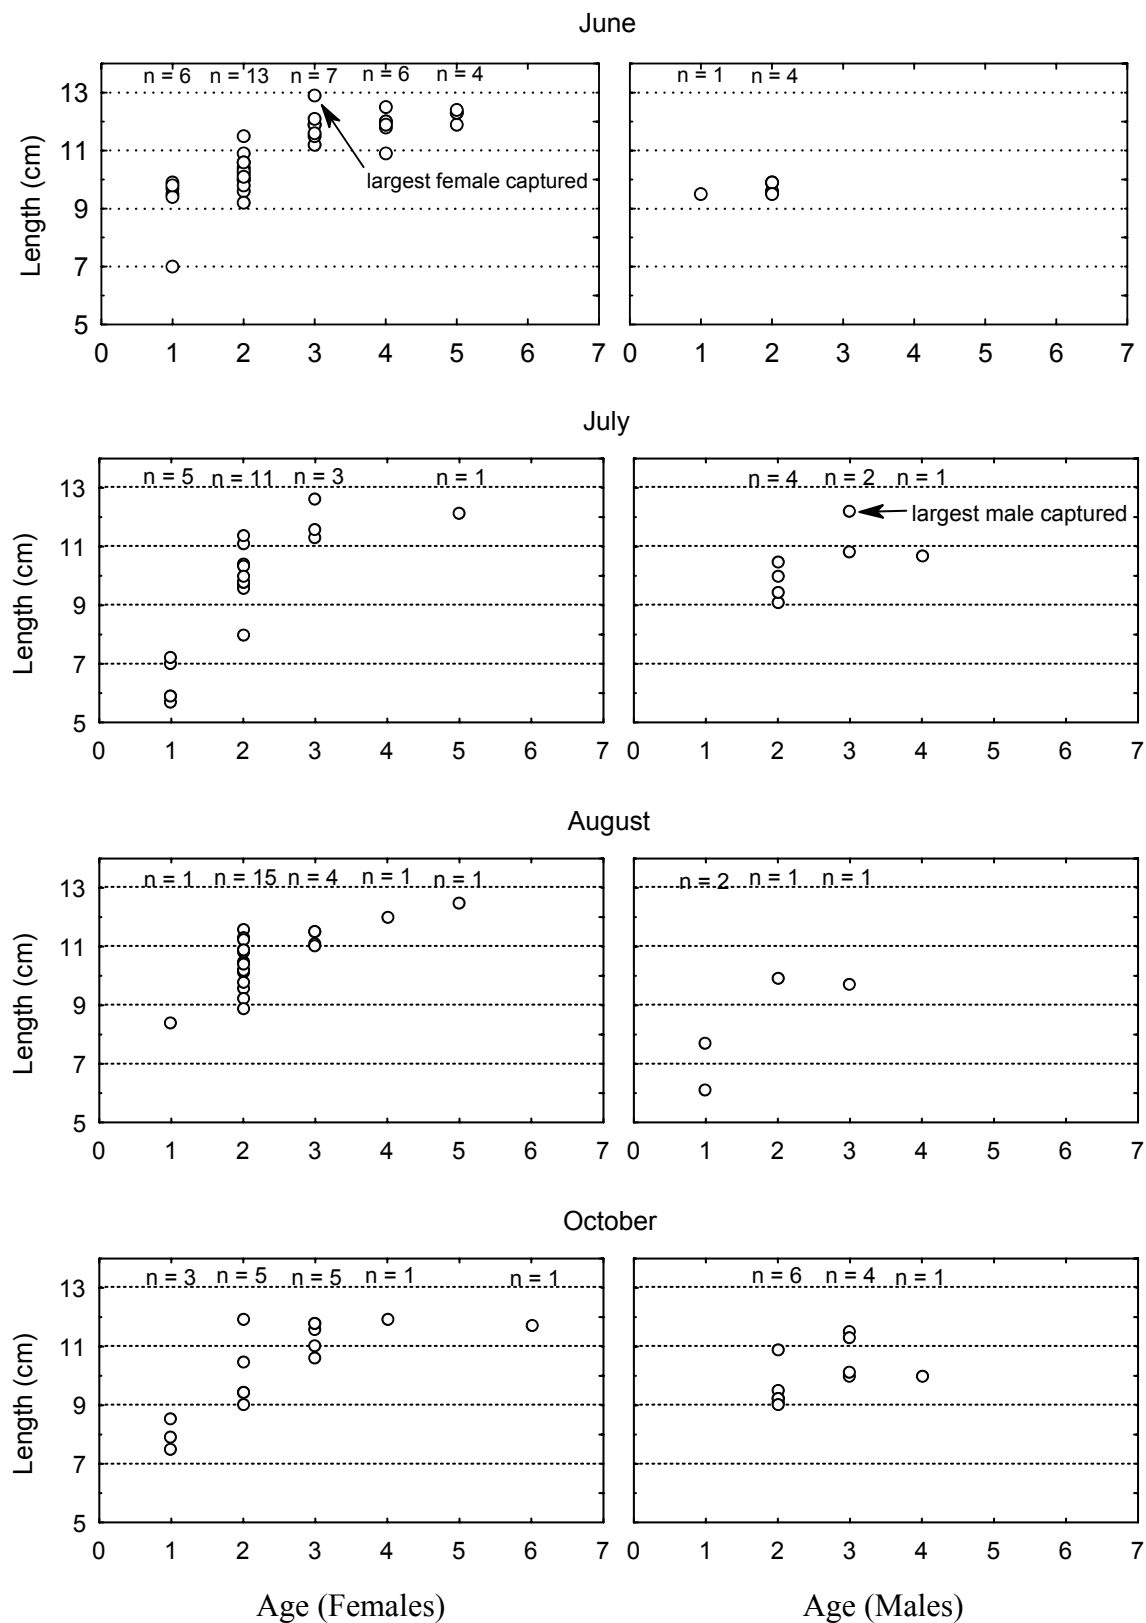 June
n = 6 n = 13 n = 7 n = 6 n = 4
n = 1 n = 4
13
11
9
7
5
Length (cm)
largest female captured
0 1 2 3 4 5 6 7
0 1 2 3 4 5 6 7
July
n = 5 n = 11 n = 3 n = 1
n = 4 n = 2 n = 1
13
11
9
7
5
Length (cm)
largest male captured
0 1 2 3 4 5 6 7
0 1 2 3 4 5 6 7
August
n = 1 n = 15 n = 4 n = 1 n = 1
n = 2 n = 1 n = 1
13
11
9
7
5
Length (cm)
0 1 2 3 4 5 6 7
0 1 2 3 4 5 6 7
October
n = 3 n = 5 n = 5 n = 1 n = 1
n = 6 n = 4 n = 1
13
11
9
7
5
Length (cm)
0 1 2 3 4 5 6 7
0 1 2 3 4 5 6 7
Age (Females)
Age (Males)